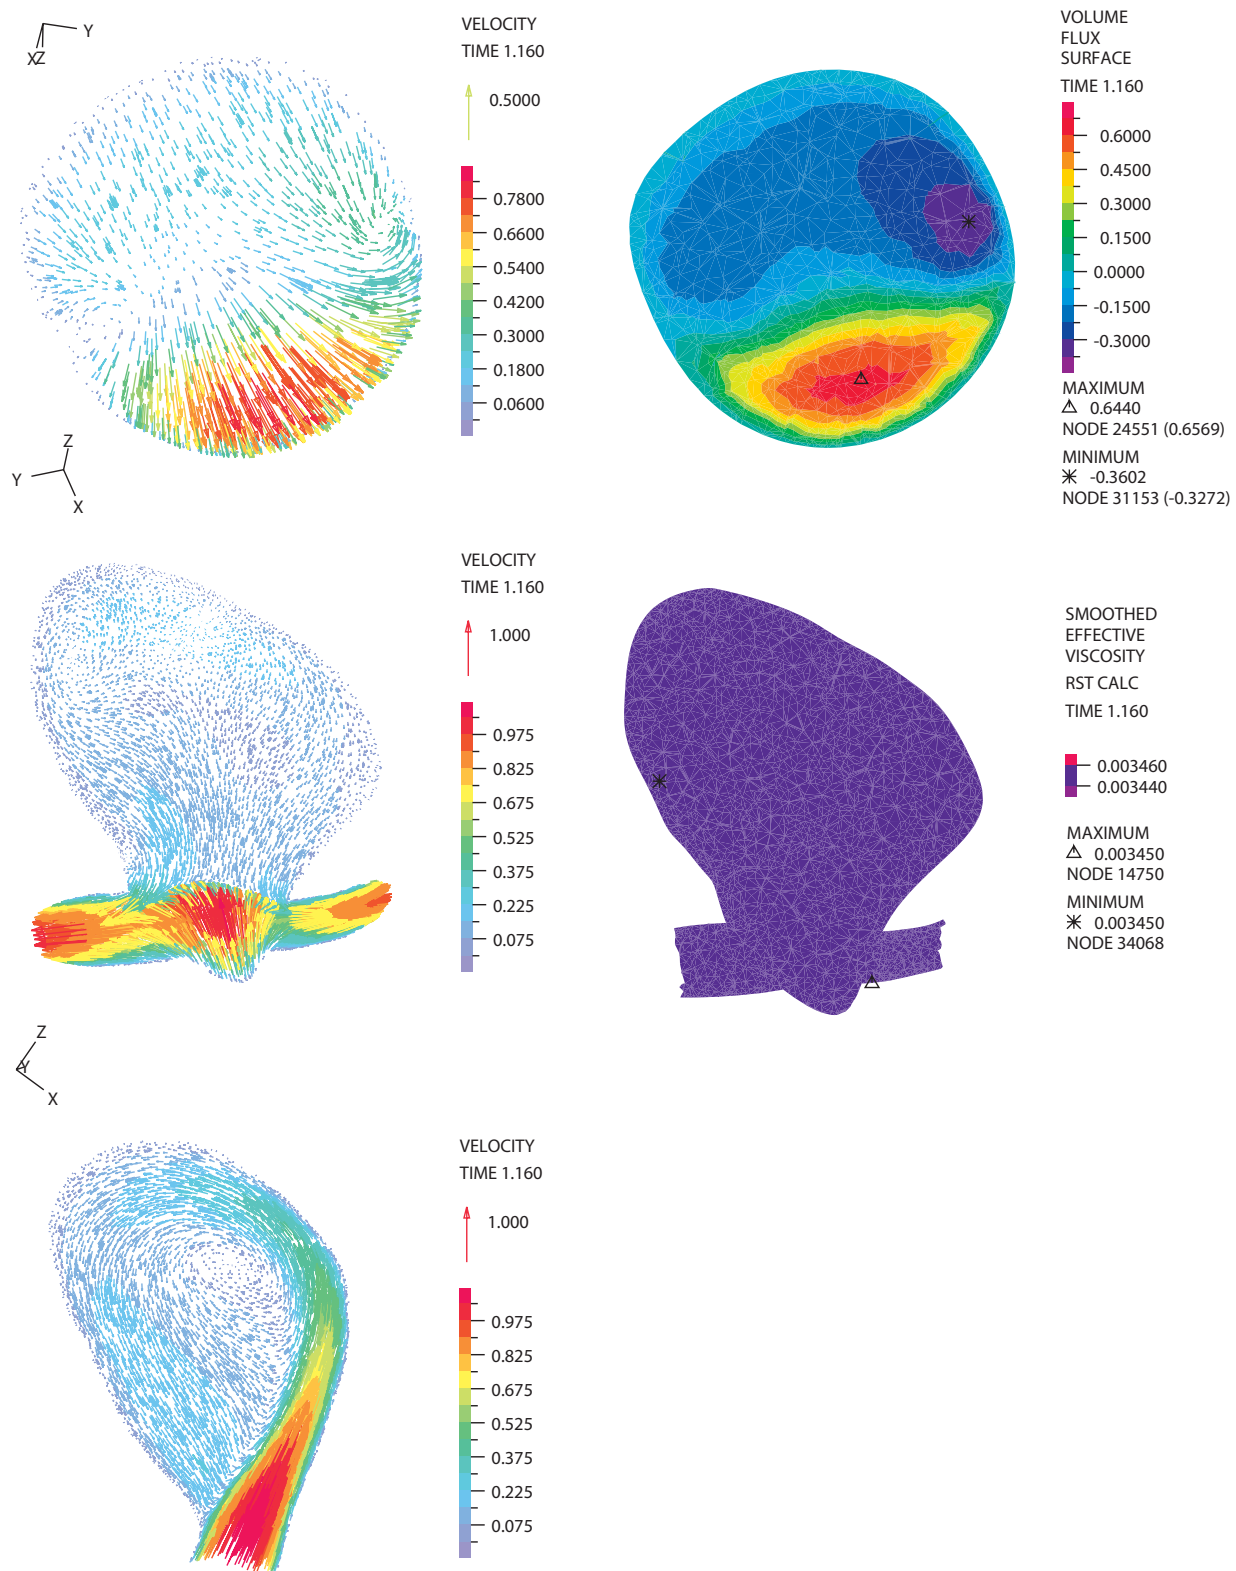 Y
XZ
VELOCITY
TIME 1.160
0.5000
0.7800
0.6600
0.5400
0.4200
0.3000
0.1800
0.0600
VOLUME
FLUX
SURFACE
TIME 1.160
0.6000
0.4500
0.3000
0.1500
0.0000
-0.1500
-0.3000
MAXIMUM
0.6440
NODE 24551 (0.6569)
MINIMUM
-0.3602
NODE 31153 (-0.3272)
Z
Y
X
VELOCITY
TIME 1.160
1.000
0.975
0.825
0.675
0.525
0.375
0.225
0.075
SMOOTHED
EFFECTIVE
VISCOSITY
RST CALC
TIME 1.160
0.003460
0.003440
MAXIMUM
0.003450
NODE 14750
MINIMUM
0.003450
NODE 34068
Z
Y
X
VELOCITY
TIME 1.160
1.000
0.975
0.825
0.675
0.525
0.375
0.225
0.075